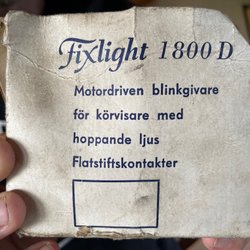 Fixlight 1800 D
Motordriven blinkgivare
för körvisare med
hoppande ljus
Flatstiftskontakter